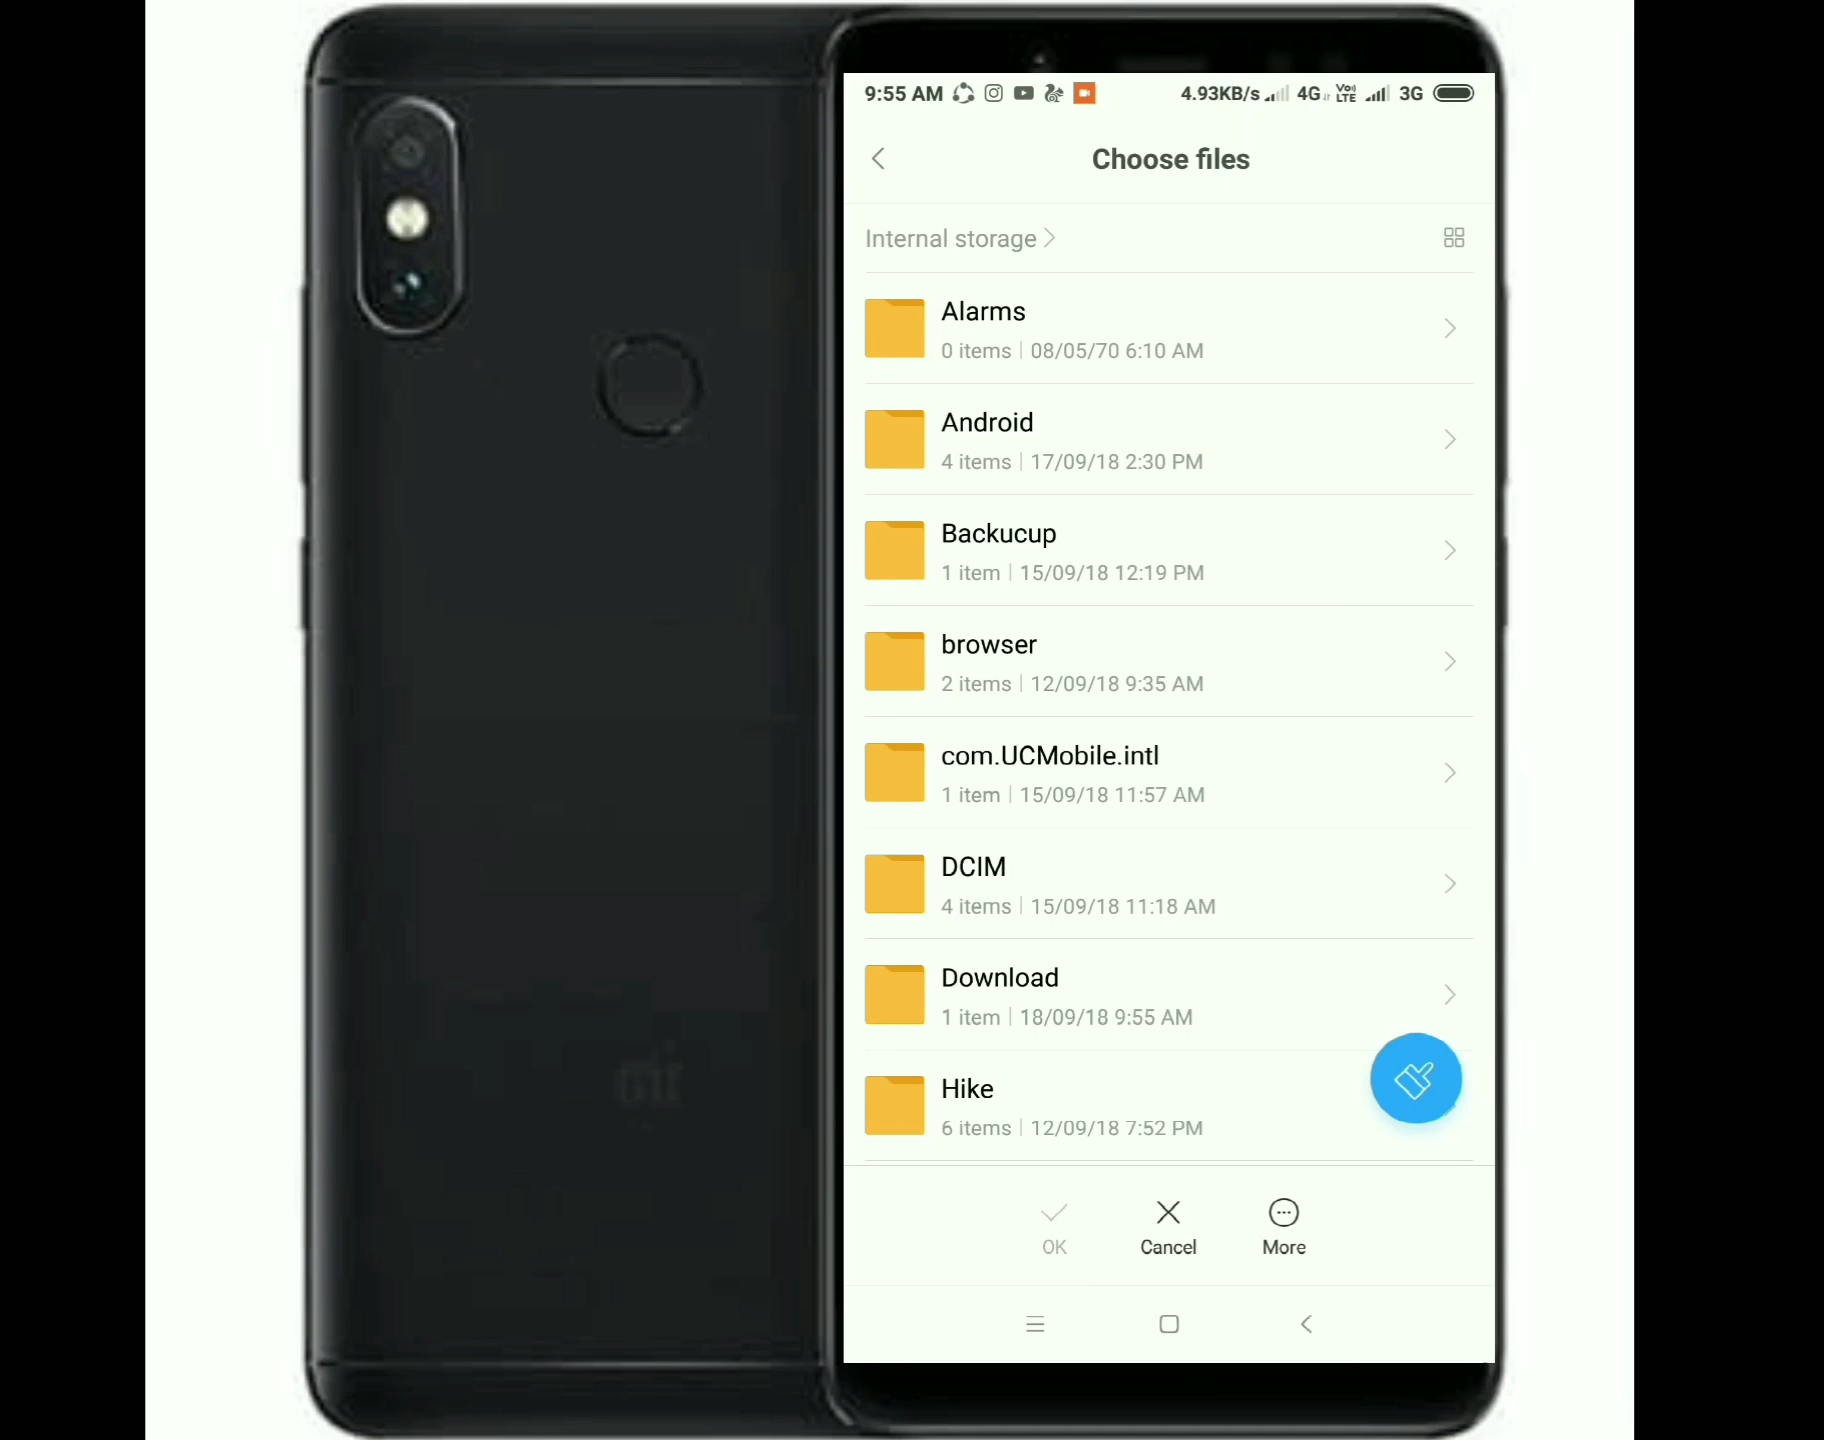 9:55 AM 4.93KB/s 4G Vo) LTE 3G
Choose files
Internal storage
Alarms
0 items | 08/05/70 6:10 AM
Android
4 items | 17/09/18 2:30 PM
Backucup
1 item | 15/09/18 12:19 PM
browser
2 items | 12/09/18 9:35 AM
com.UCMobile.intl
1 item | 15/09/18 11:57 AM
DCIM
4 items | 15/09/18 11:18 AM
Download
1 item | 18/09/18 9:55 AM
Hike
6 items | 12/09/18 7:52 PM
OK Cancel More